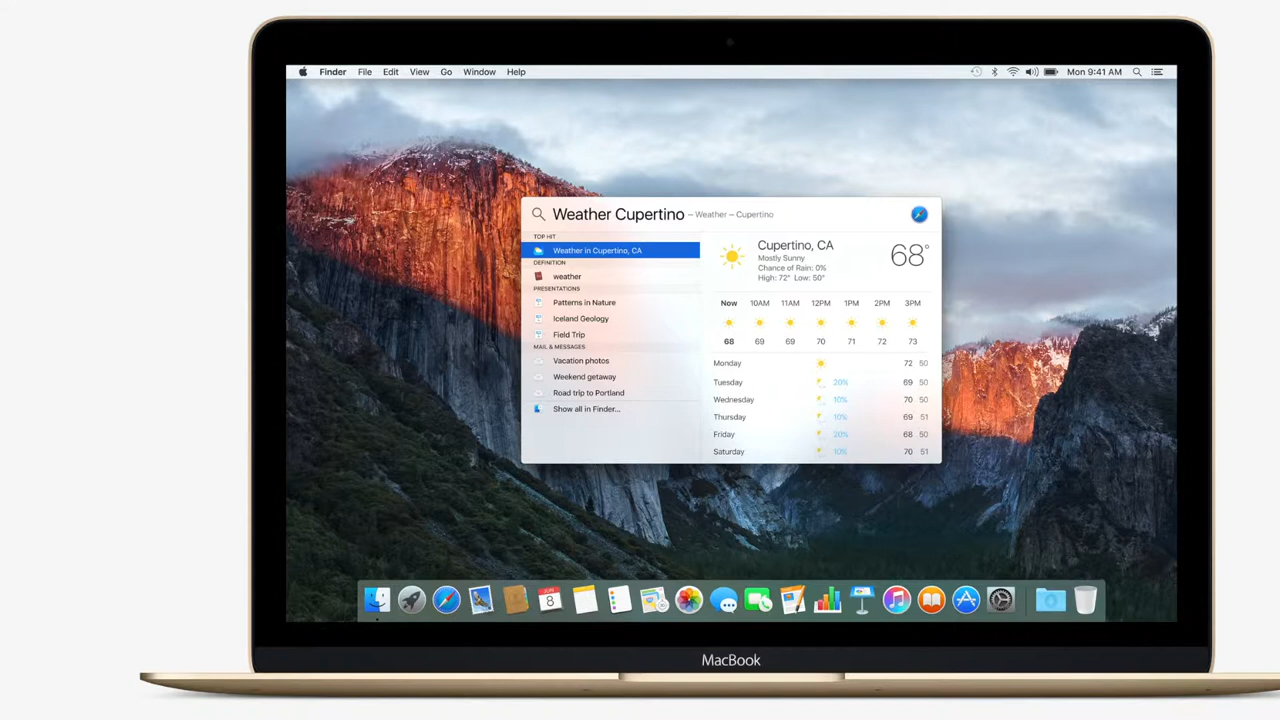 Finder File Edit View Go Window Help Mon 9:41 AM
Weather Cupertino – Weather – Cupertino
TOP HIT
Weather in Cupertino, CA
DEFINITION
weather
PRESENTATIONS
Patterns in Nature
Iceland Geology
Field Trip
MAIL & MESSAGES
Vacation photos
Weekend getaway
Road trip to Portland
Show all in Finder...
Cupertino, CA
Mostly Sunny
Chance of Rain: 0%
High: 72° Low: 50°
68°
Now 10AM 11AM 12PM 1PM 2PM 3PM
68 69 69 70 71 72 73
Monday 72 50
Tuesday 20% 69 50
Wednesday 10% 70 50
Thursday 10% 69 51
Friday 20% 68 50
Saturday 10% 70 51
JUN
8
MacBook